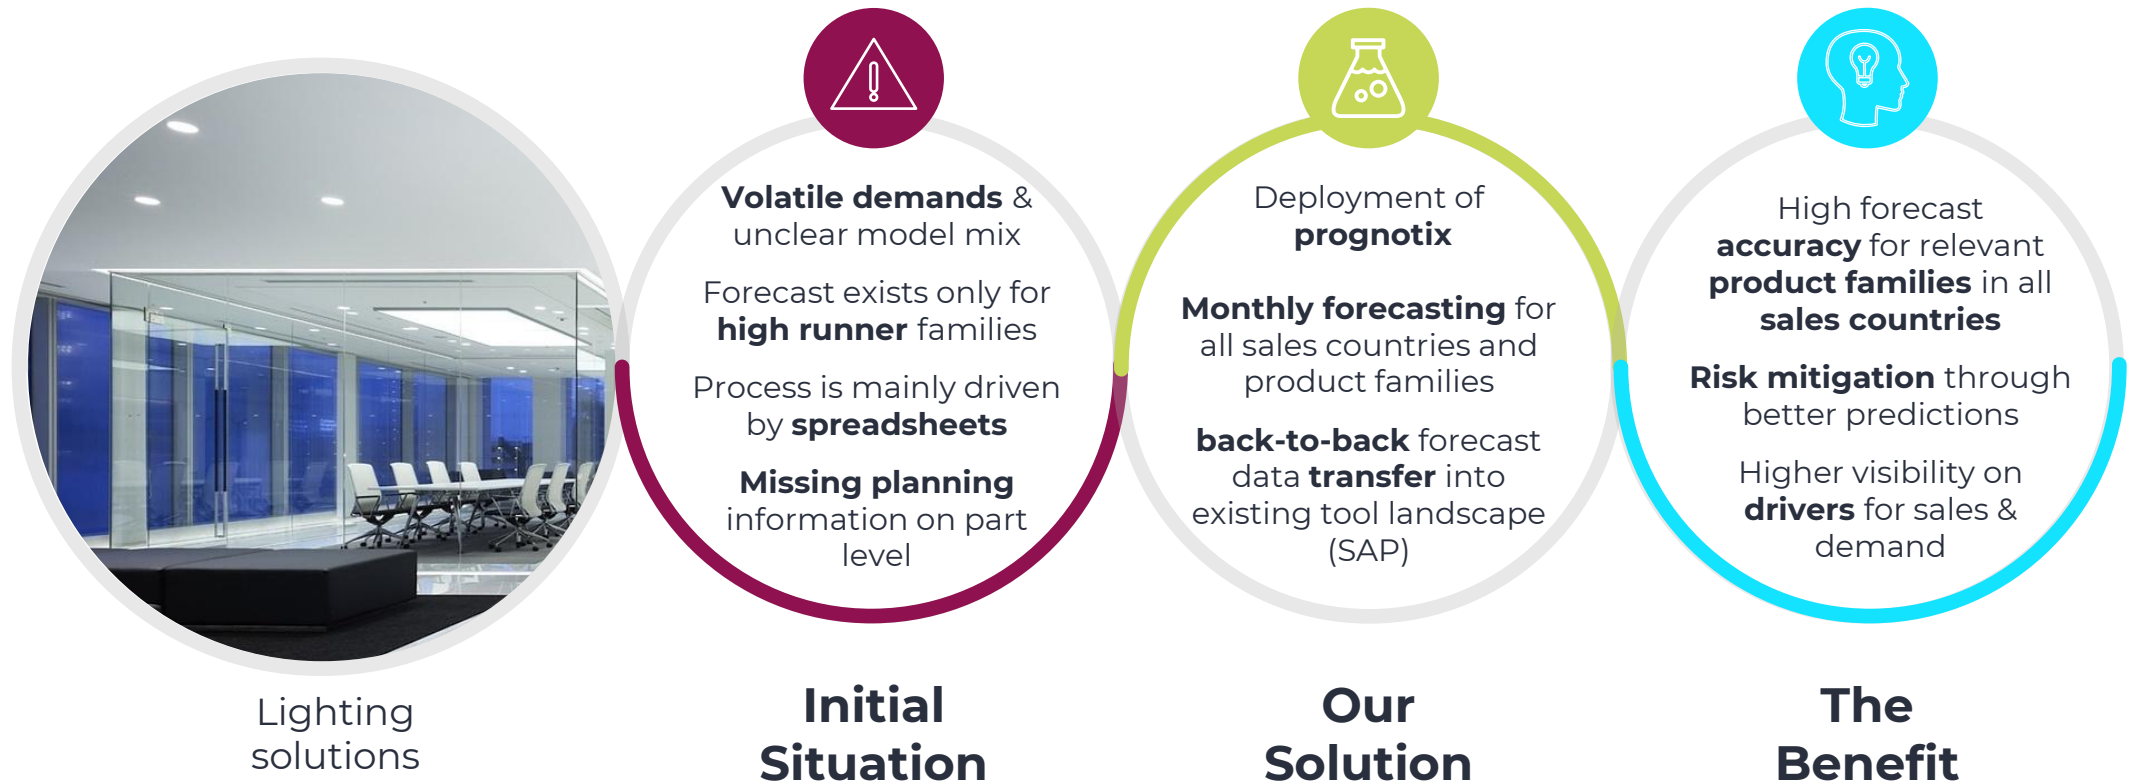 Volatile demands &
unclear model mix
Forecast exists only for
high runner families
Process is mainly driven
by spreadsheets
Missing planning
information on part
level
Deployment of
prognotix
Monthly forecasting for
all sales countries and
product families
back-to-back forecast
data transfer into
existing tool landscape
(SAP)
High forecast
accuracy for relevant
product families in all
sales countries
Risk mitigation through
better predictions
Higher visibility on
drivers for sales &
demand
Lighting
solutions
Initial
Situation
Our
Solution
The
Benefit